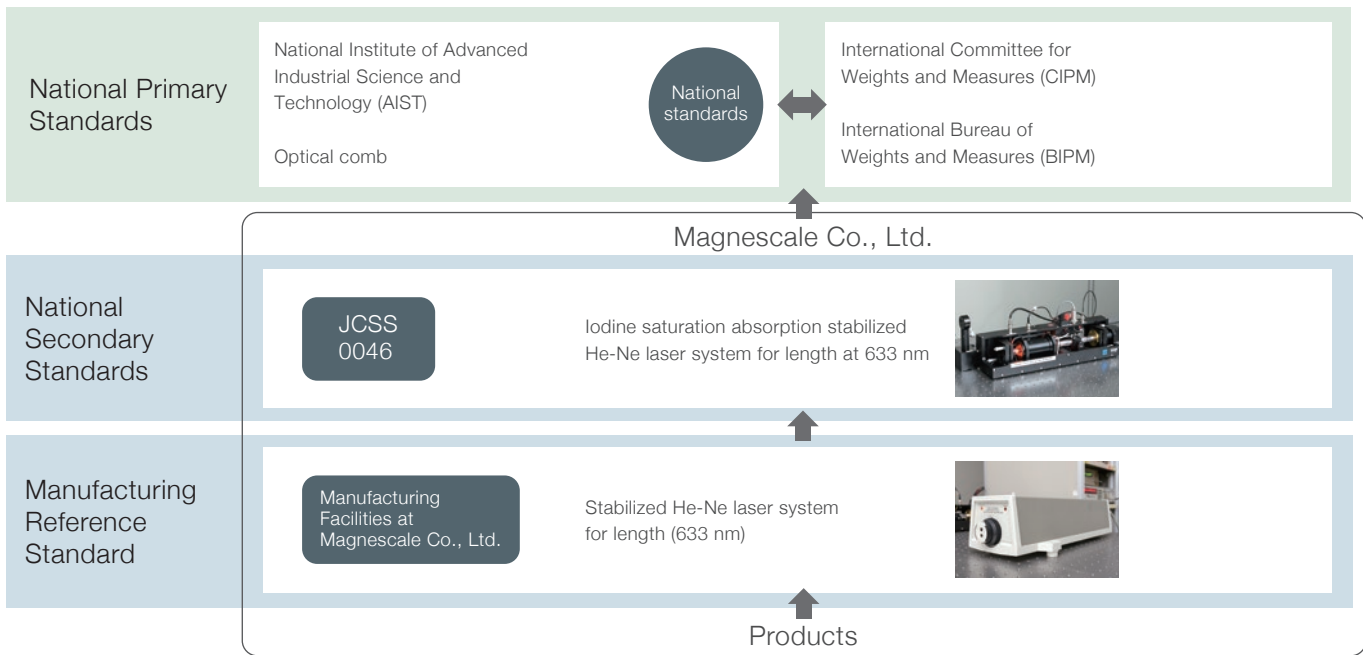 National Primary
Standards
National Institute of Advanced
Industrial Science and
Technology (AIST)
Optical comb
National
standards
International Committee for
Weights and Measures (CIPM)
International Bureau of
Weights and Measures (BIPM)
Magnescale Co., Ltd.
National
Secondary
Standards
JCSS
0046
Iodine saturation absorption stabilized
He-Ne laser system for length at 633 nm
Manufacturing
Reference
Standard
Manufacturing
Facilities at
Magnescale Co., Ltd.
Stabilized He-Ne laser system
for length (633 nm)
Products